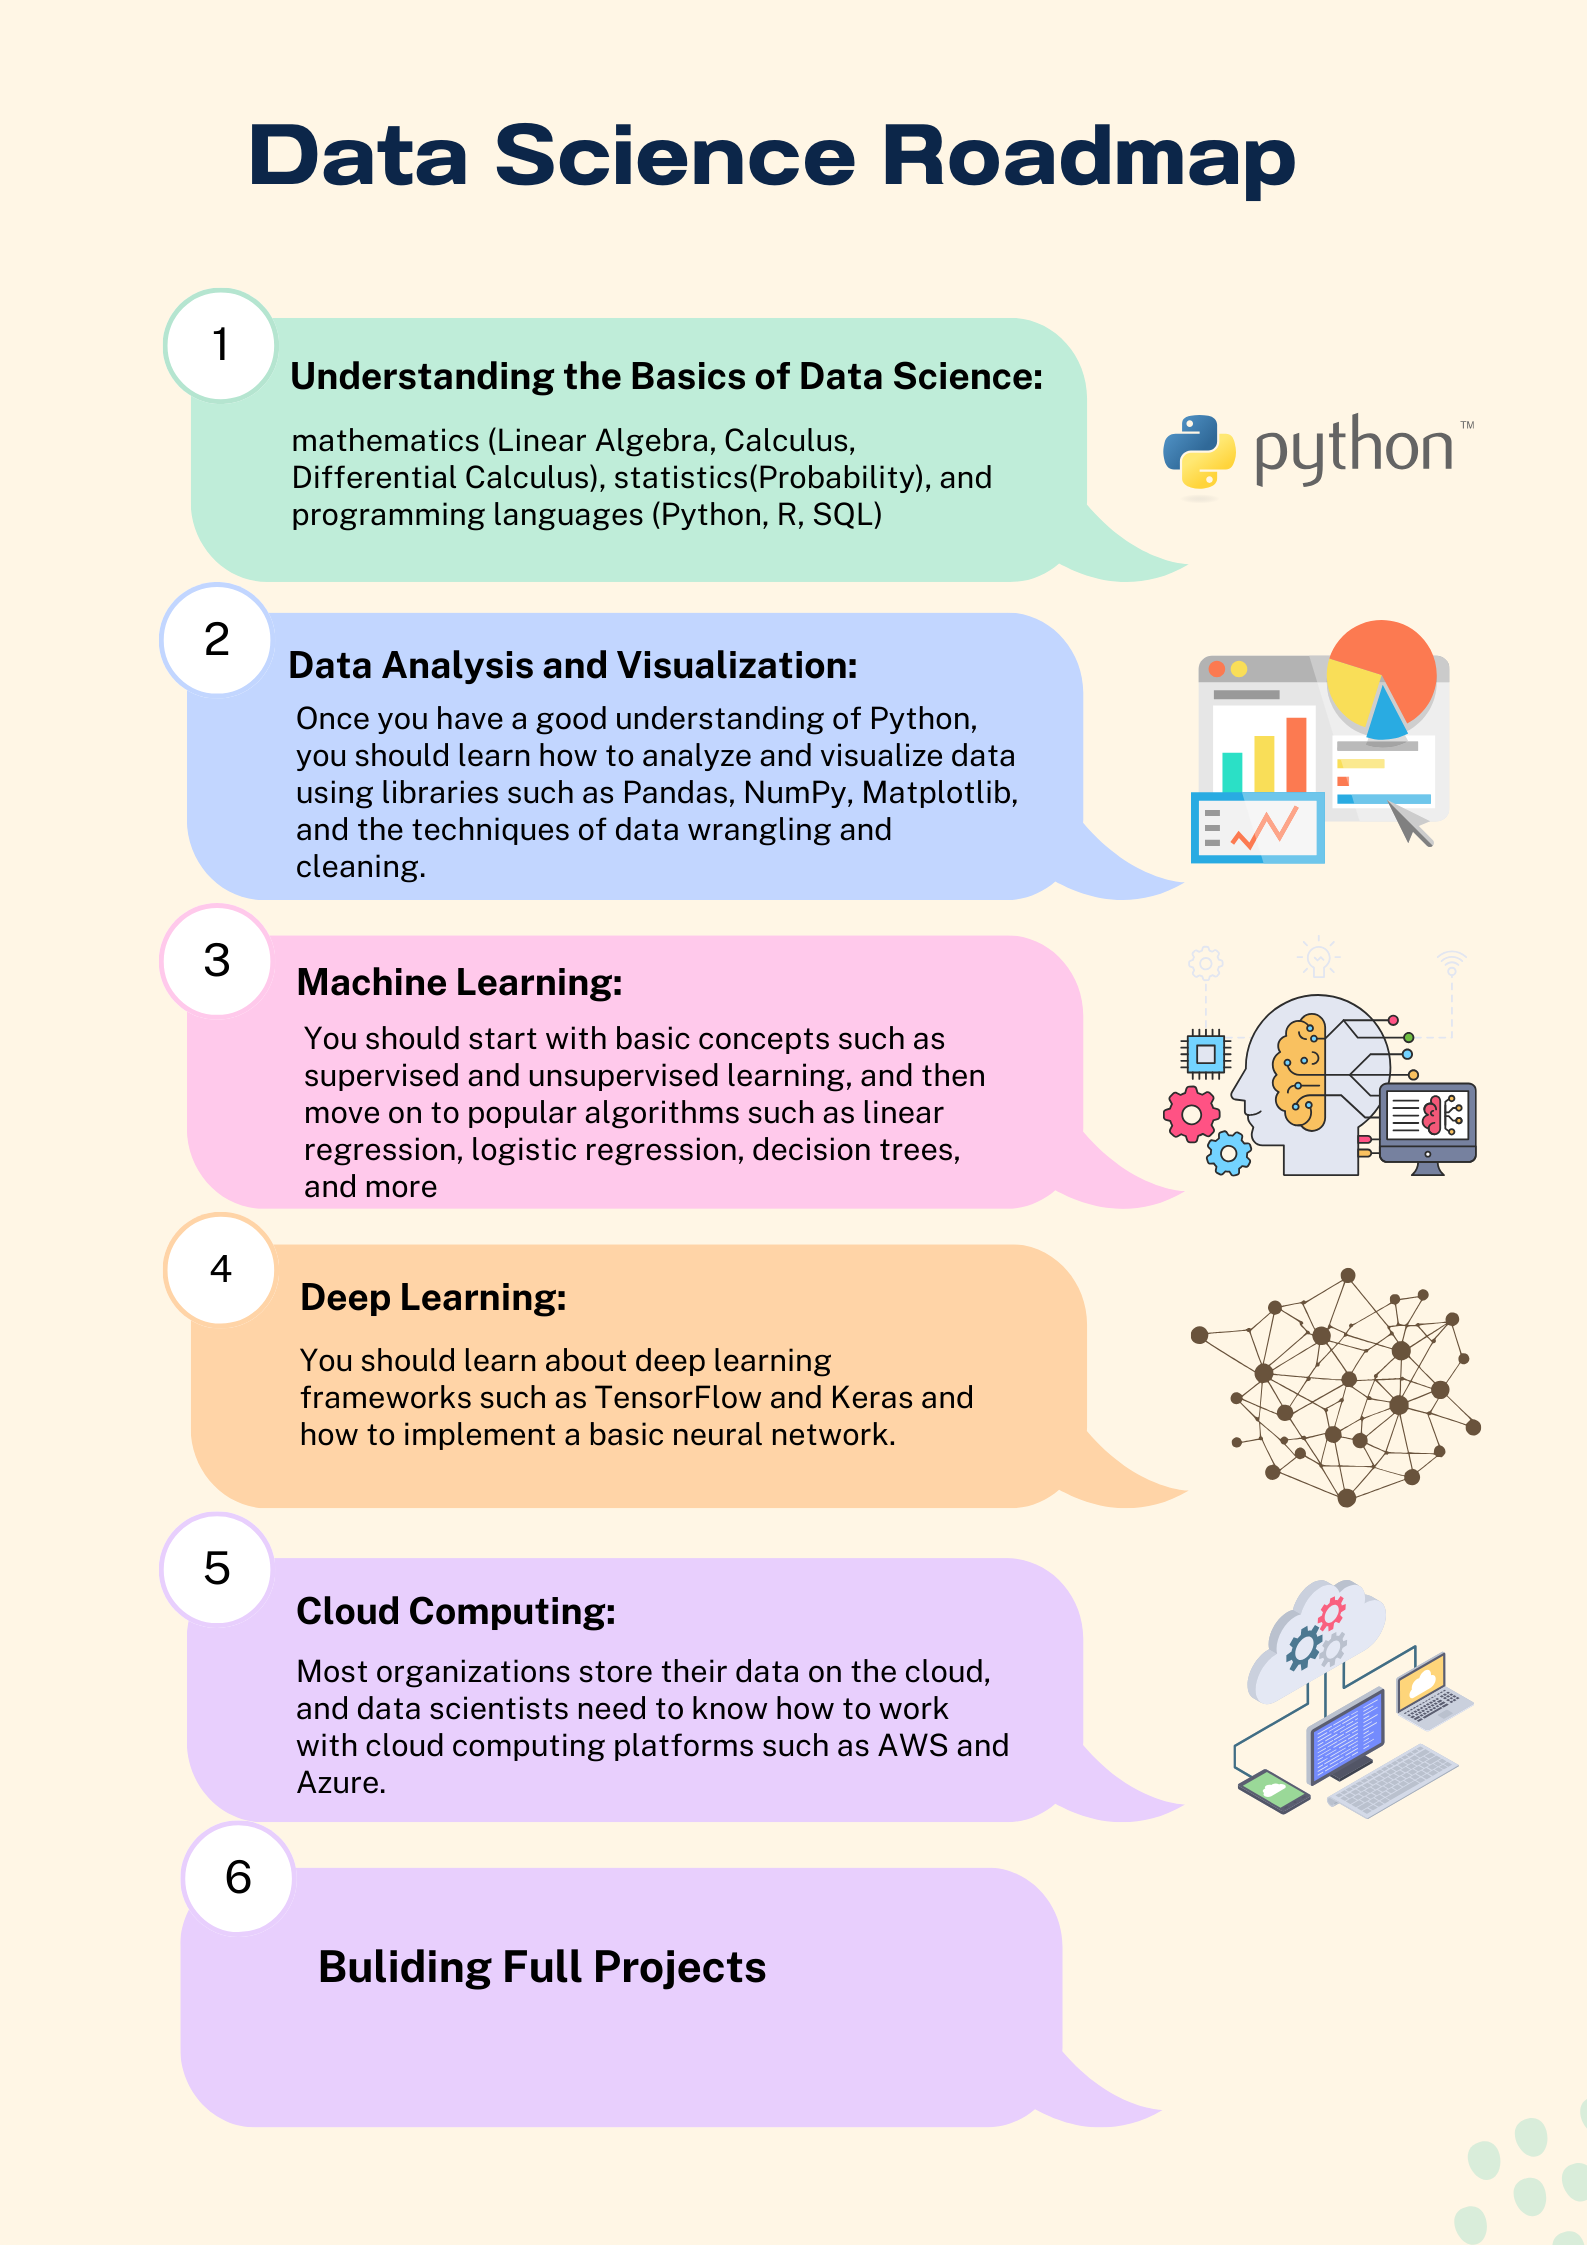 Data Science Roadmap
1
Understanding the Basics of Data Science:
mathematics (Linear Algebra, Calculus,
Differential Calculus), statistics(Probability), and
programming languages (Python, R, SQL)
python™
2
Data Analysis and Visualization:
Once you have a good understanding of Python,
you should learn how to analyze and visualize data
using libraries such as Pandas, NumPy, Matplotlib,
and the techniques of data wrangling and
cleaning.
3
Machine Learning:
You should start with basic concepts such as
supervised and unsupervised learning, and then
move on to popular algorithms such as linear
regression, logistic regression, decision trees,
and more
4
Deep Learning:
You should learn about deep learning
frameworks such as TensorFlow and Keras and
how to implement a basic neural network.
5
Cloud Computing:
Most organizations store their data on the cloud,
and data scientists need to know how to work
with cloud computing platforms such as AWS and
Azure.
6
Buliding Full Projects